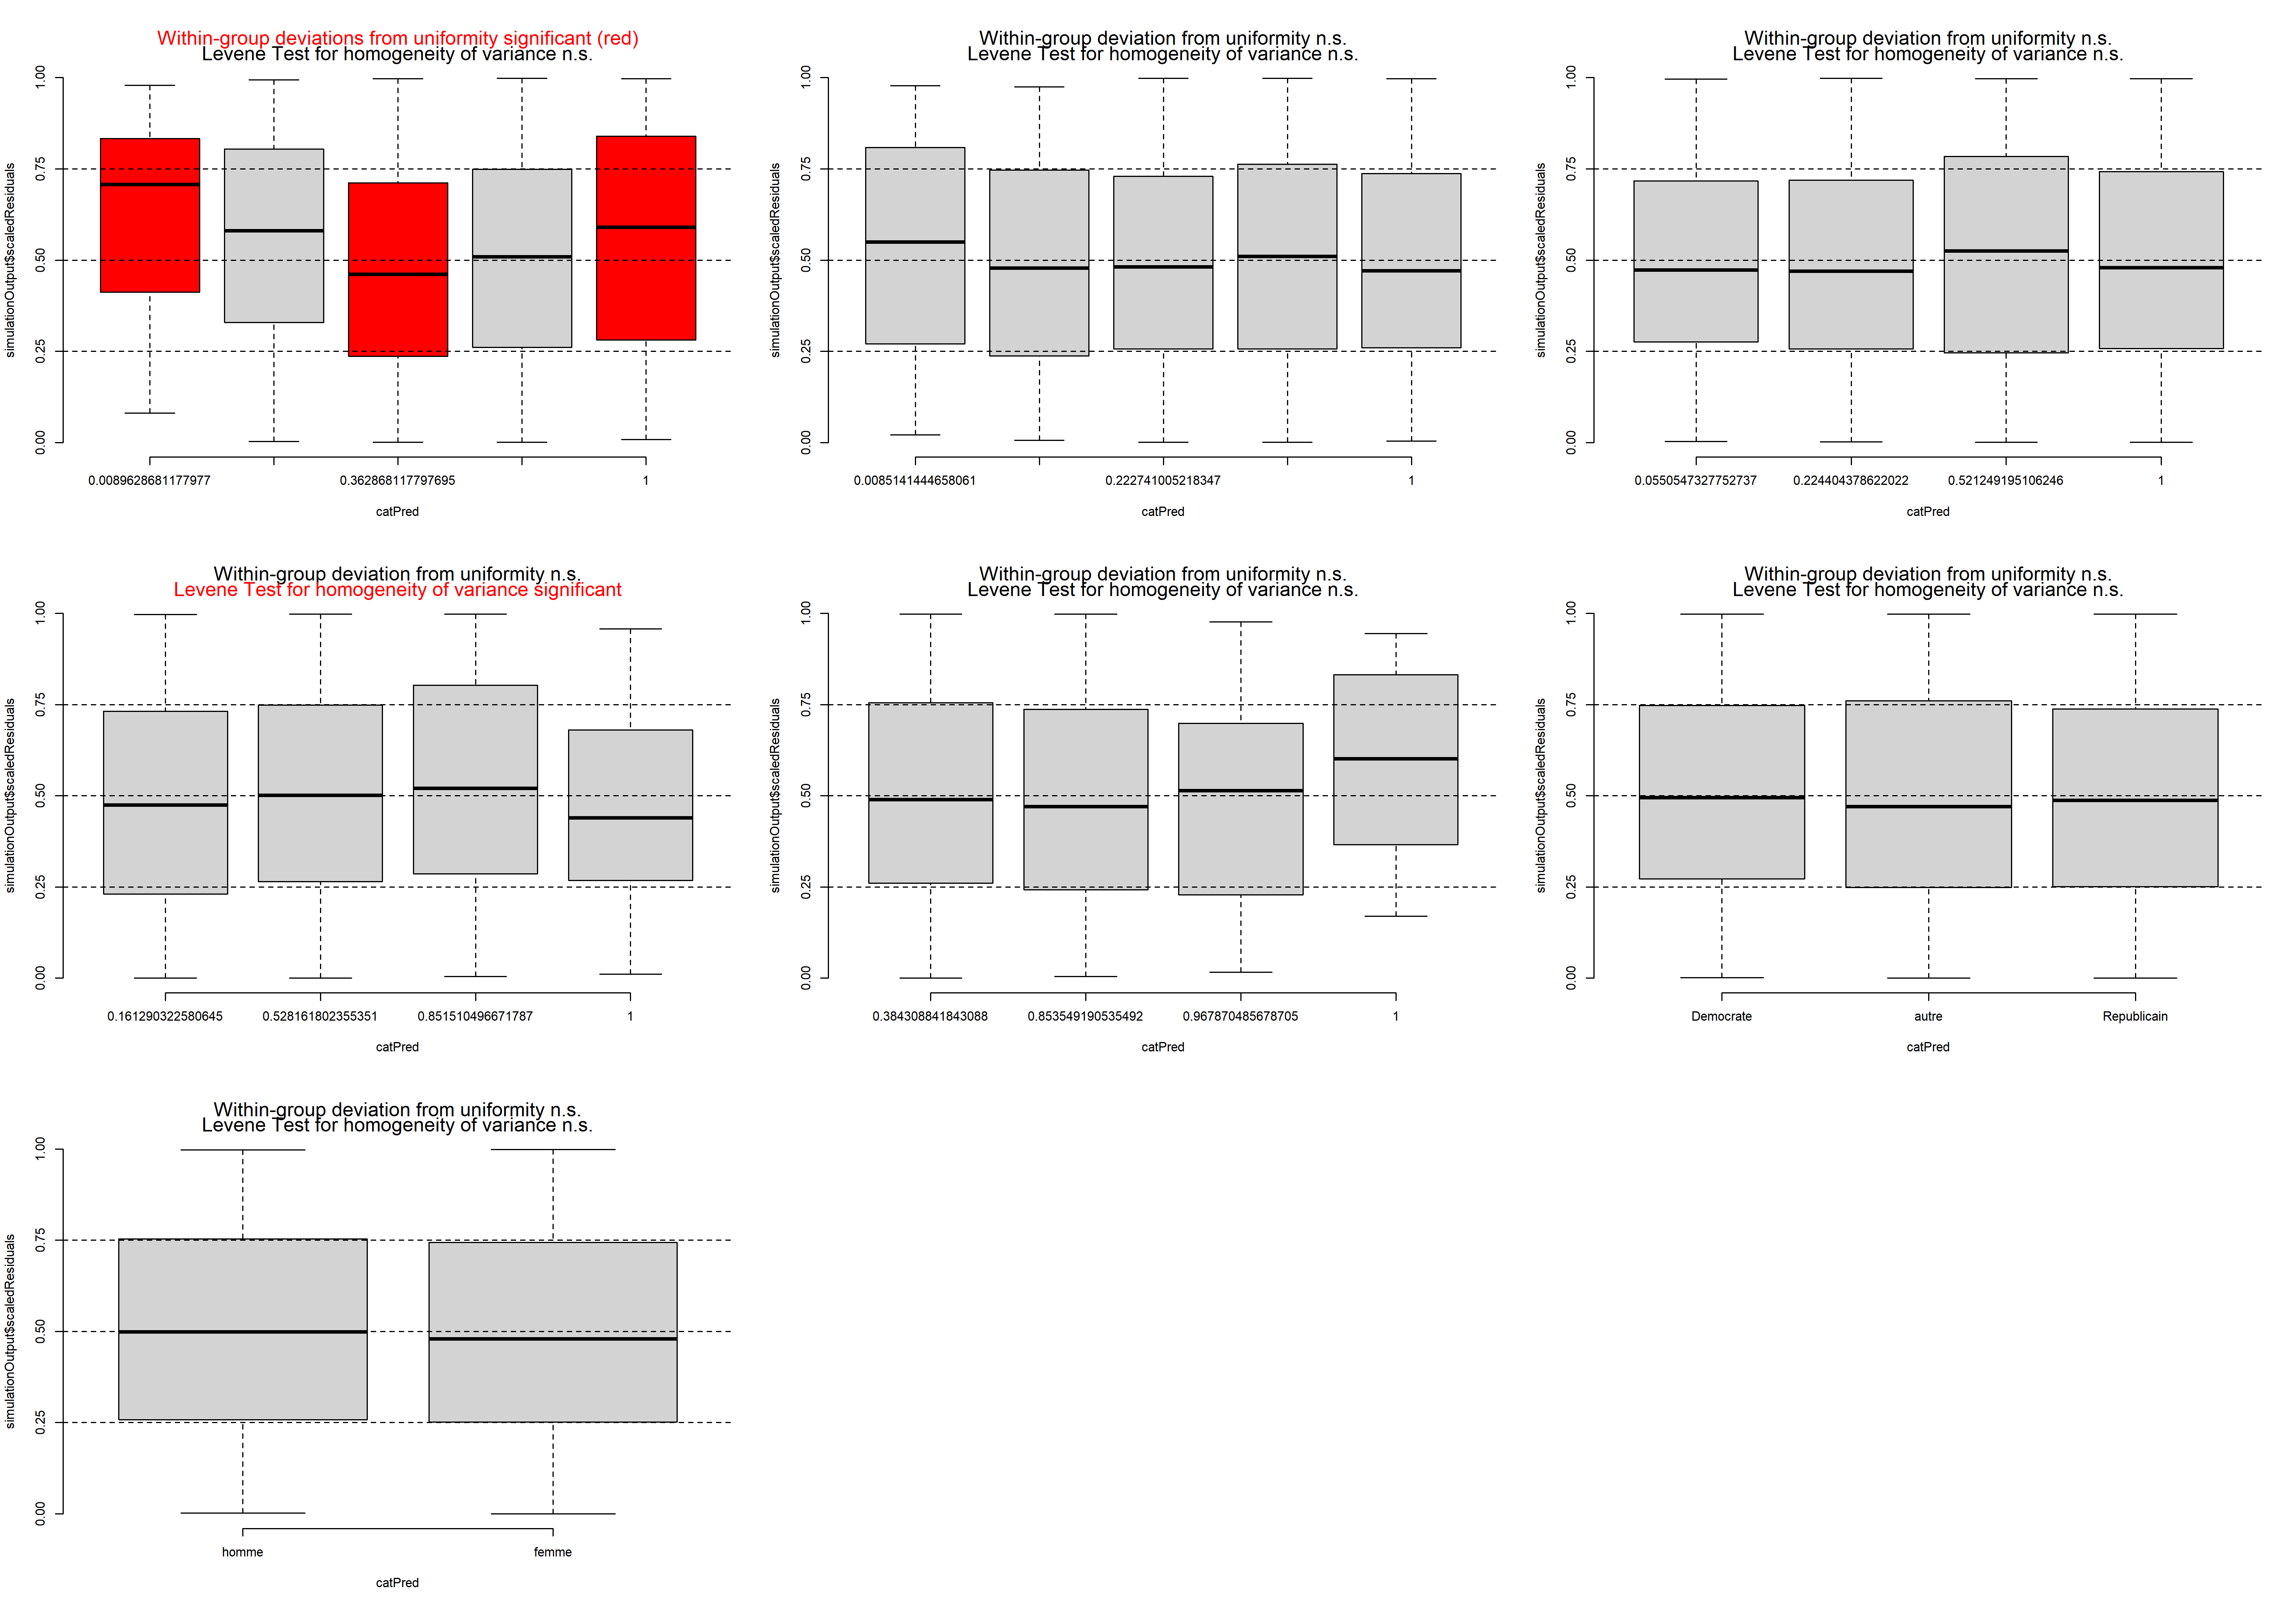 Within-group deviations from uniformity significant (red)
Levene Test for homogeneity of variance n.s.
simulationOutput$scaledResiduals
1.00
0.75
0.50
0.25
0.00
0.0089628681177977 0.362868117797695 1
catPred
Within-group deviation from uniformity n.s.
Levene Test for homogeneity of variance n.s.
simulationOutput$scaledResiduals
1.00
0.75
0.50
0.25
0.00
0.0085141444658061 0.222741005218347 1
catPred
Within-group deviation from uniformity n.s.
Levene Test for homogeneity of variance n.s.
simulationOutput$scaledResiduals
1.00
0.75
0.50
0.25
0.00
0.0550547327752737 0.224404378622022 0.521249195106246 1
catPred
Within-group deviation from uniformity n.s.
Levene Test for homogeneity of variance significant
simulationOutput$scaledResiduals
1.00
0.75
0.50
0.25
0.00
0.161290322580645 0.528161802355351 0.851510496671787 1
catPred
Within-group deviation from uniformity n.s.
Levene Test for homogeneity of variance n.s.
simulationOutput$scaledResiduals
1.00
0.75
0.50
0.25
0.00
0.384308841843088 0.853549190535492 0.967870485678705 1
catPred
Within-group deviation from uniformity n.s.
Levene Test for homogeneity of variance n.s.
simulationOutput$scaledResiduals
1.00
0.75
0.50
0.25
0.00
Democrate autre Republicain
catPred
Within-group deviation from uniformity n.s.
Levene Test for homogeneity of variance n.s.
simulationOutput$scaledResiduals
1.00
0.75
0.50
0.25
0.00
homme femme
catPred